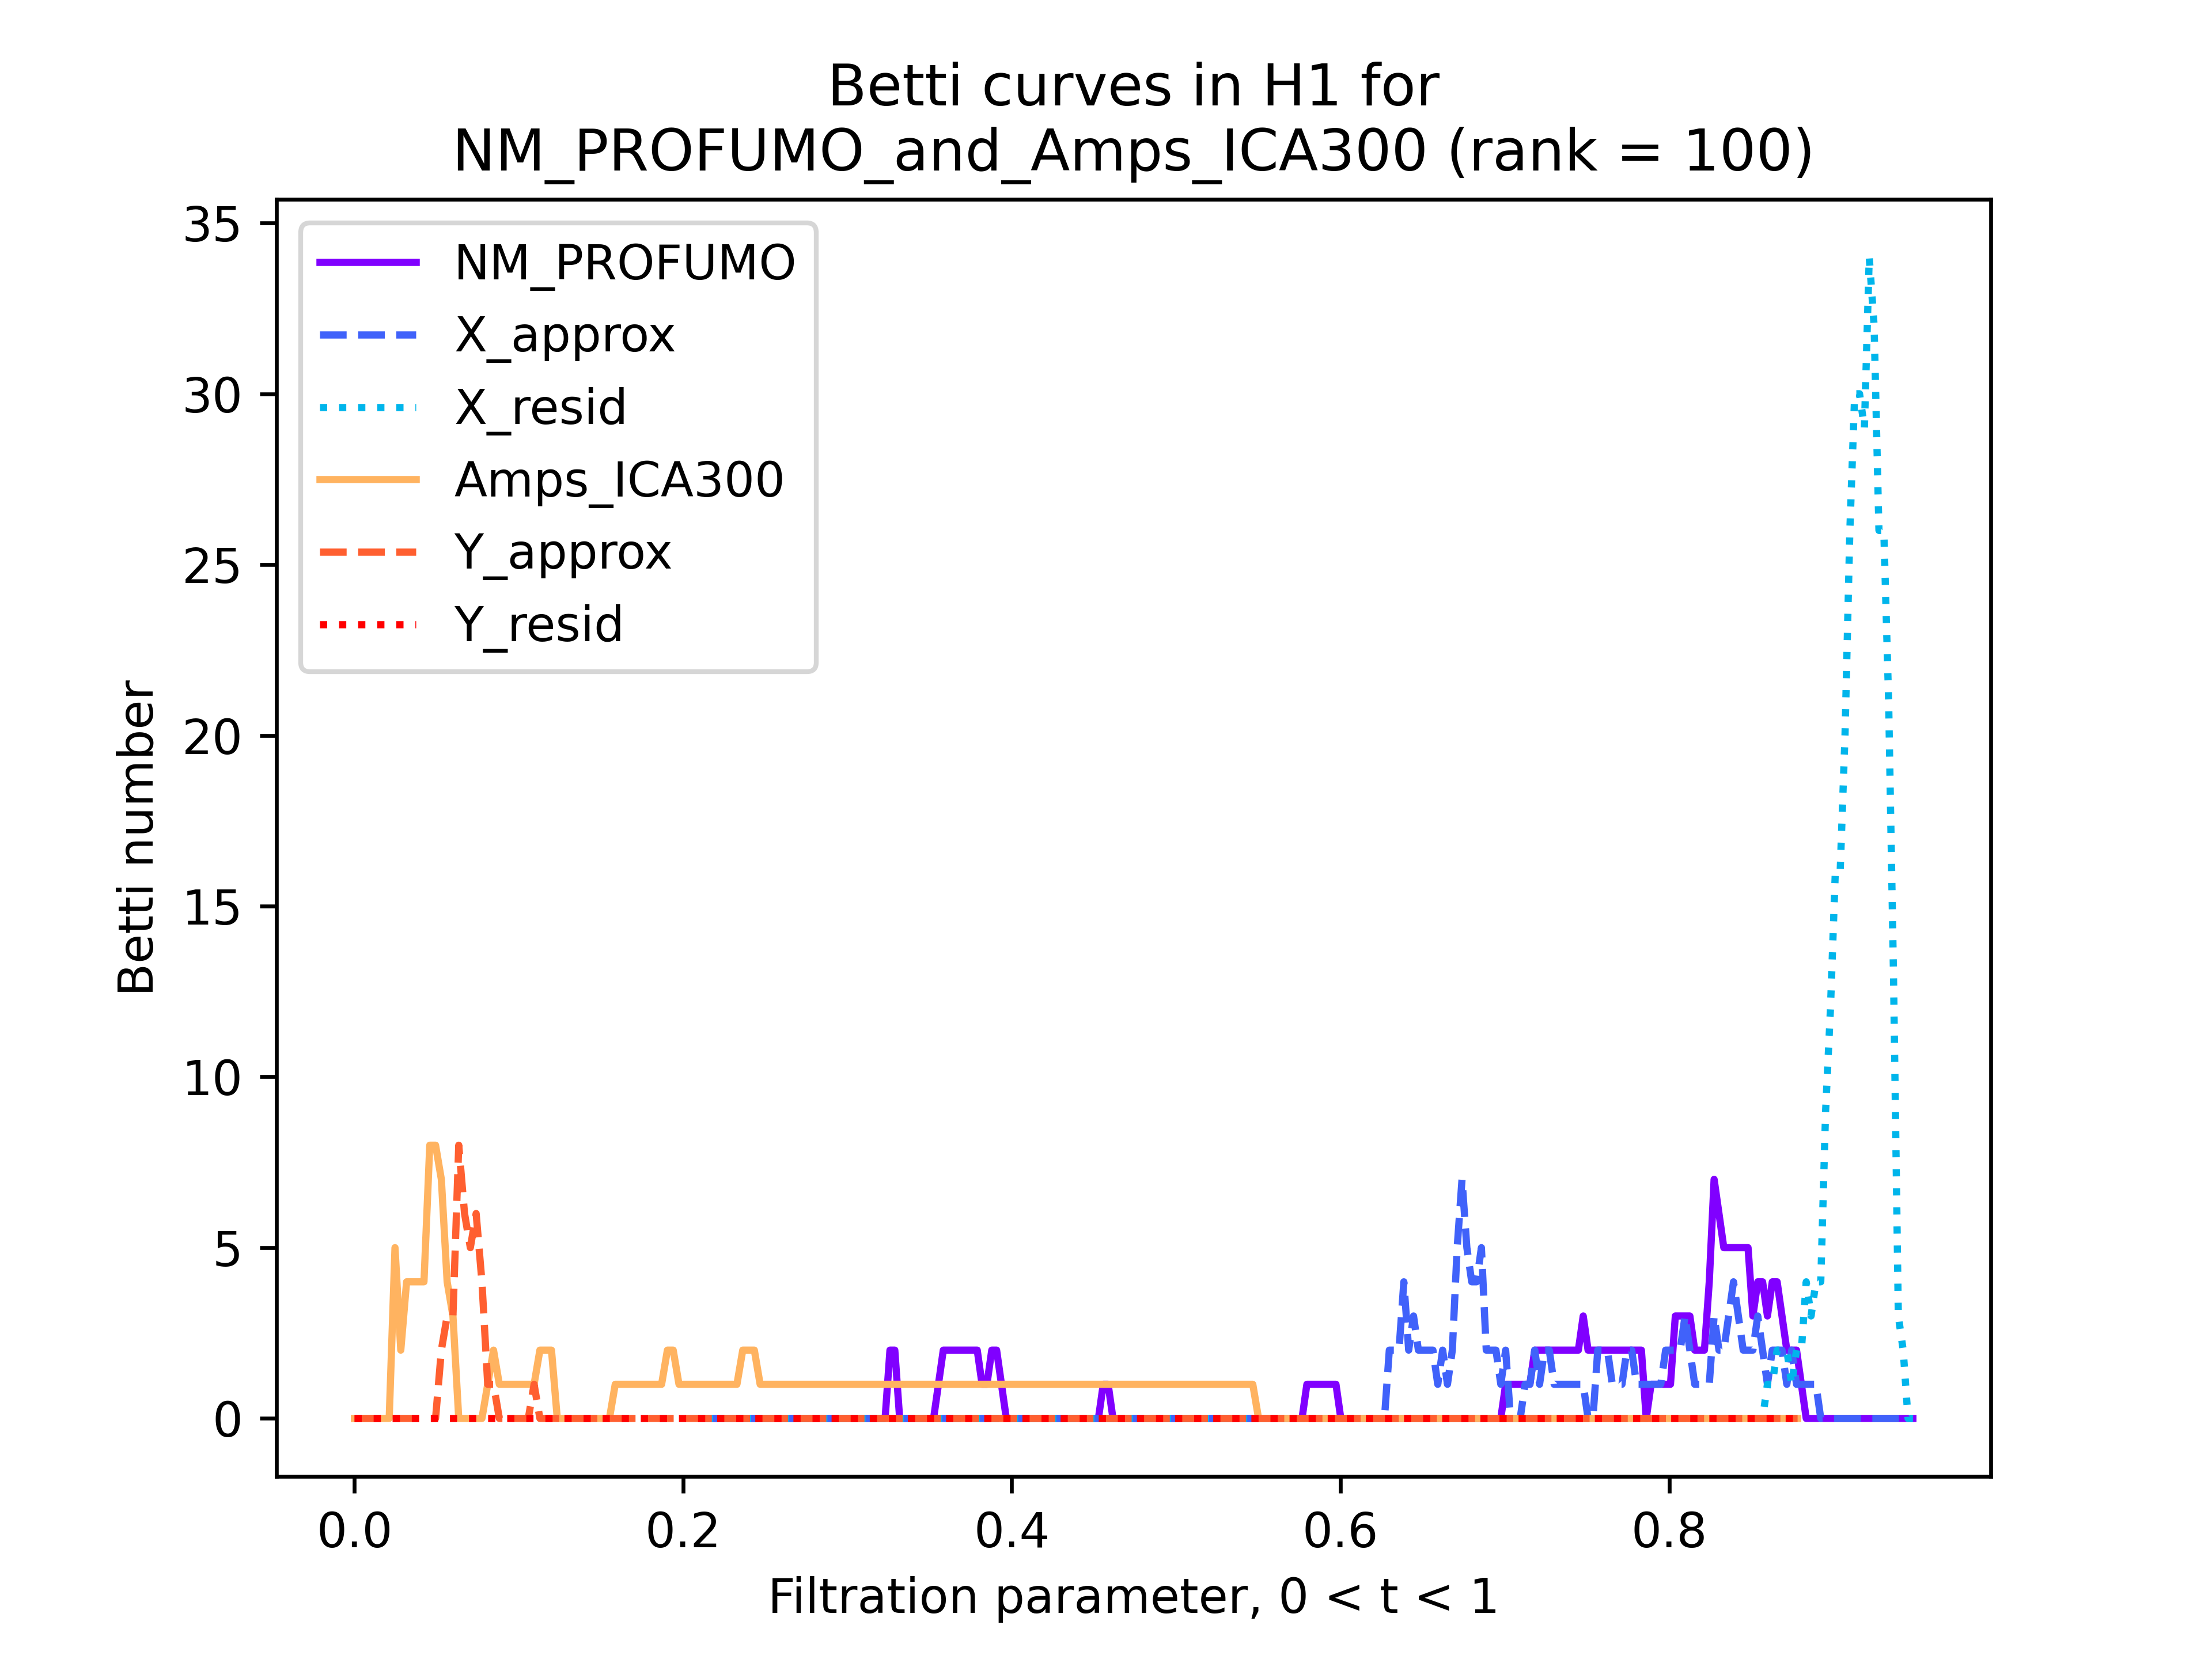 Betti curves in H1 for
NM_PROFUMO_and_Amps_ICA300 (rank = 100)
NM_PROFUMO
X_approx
X_resid
Amps_ICA300
Y_approx
Y_resid
Betti number
35
30
25
20
15
10
5
0
0.0 0.2 0.4 0.6 0.8
Filtration parameter, 0 < t < 1